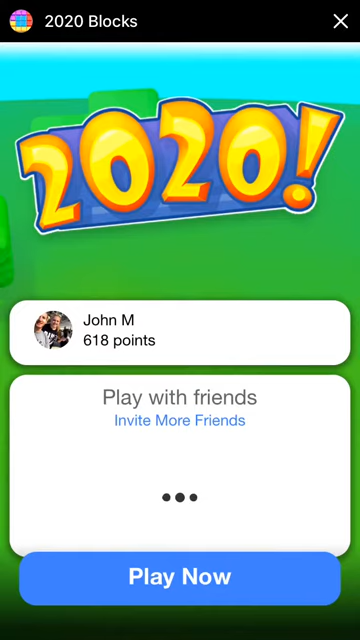 2020 Blocks
2020!
John M
618 points
Play with friends
Invite More Friends
Play Now